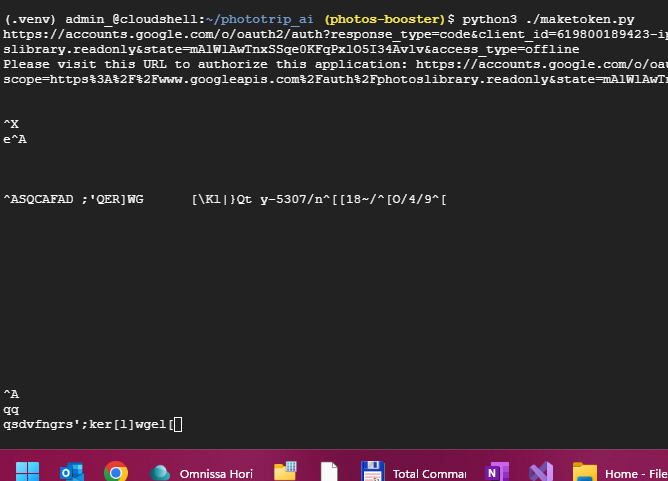 (.venv) admin_@cloudshell:~/phototrip_ai (photos-booster)$ python3 ./maketoken.py
https://accounts.google.com/o/oauth2/auth?response_type=code&client_id=619800189423-ip
slibrary.readonly&state=mAlWlAwTnxSSqe0KFqPxlO5I34Avlv&access_type=offline
Please visit this URL to authorize this application: https://accounts.google.com/o/oau
scope=https%3A%2F%2Fwww.googleapis.com%2Fauth%2Fphotoslibrary.readonly&state=mAlWlAwTn
^X
e^A
^ASQCAFAD ;'QER]WG      [\Kl|}Qt y-5307/n^[[18~/^[O/4/9^[
^A
qq
qsdvfngrs';ker[l]wgel[
Omnissa Hori
Total Comma
Home - File